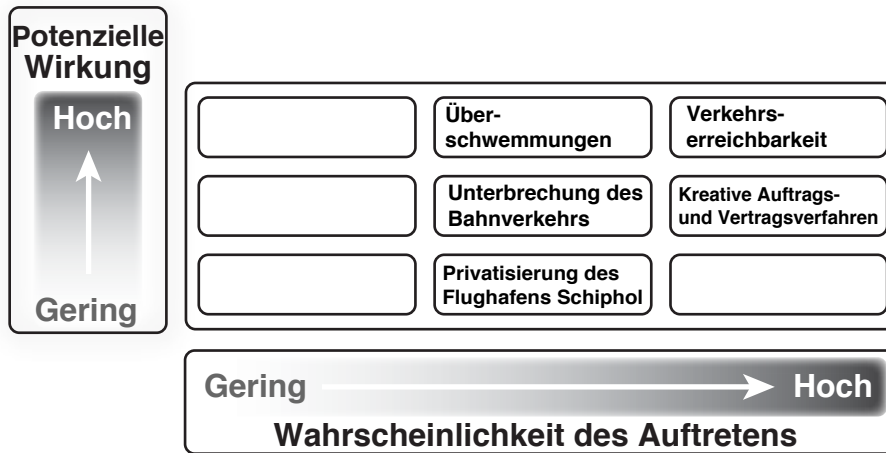 Potenzielle
Wirkung
Hoch
Gering
Über-
schwemmungen
Verkehrs-
erreichbarkeit
Unterbrechung des
Bahnverkehrs
Kreative Auftrags-
und Vertragsverfahren
Privatisierung des
Flughafens Schiphol
Gering
Hoch
Wahrscheinlichkeit des Auftretens